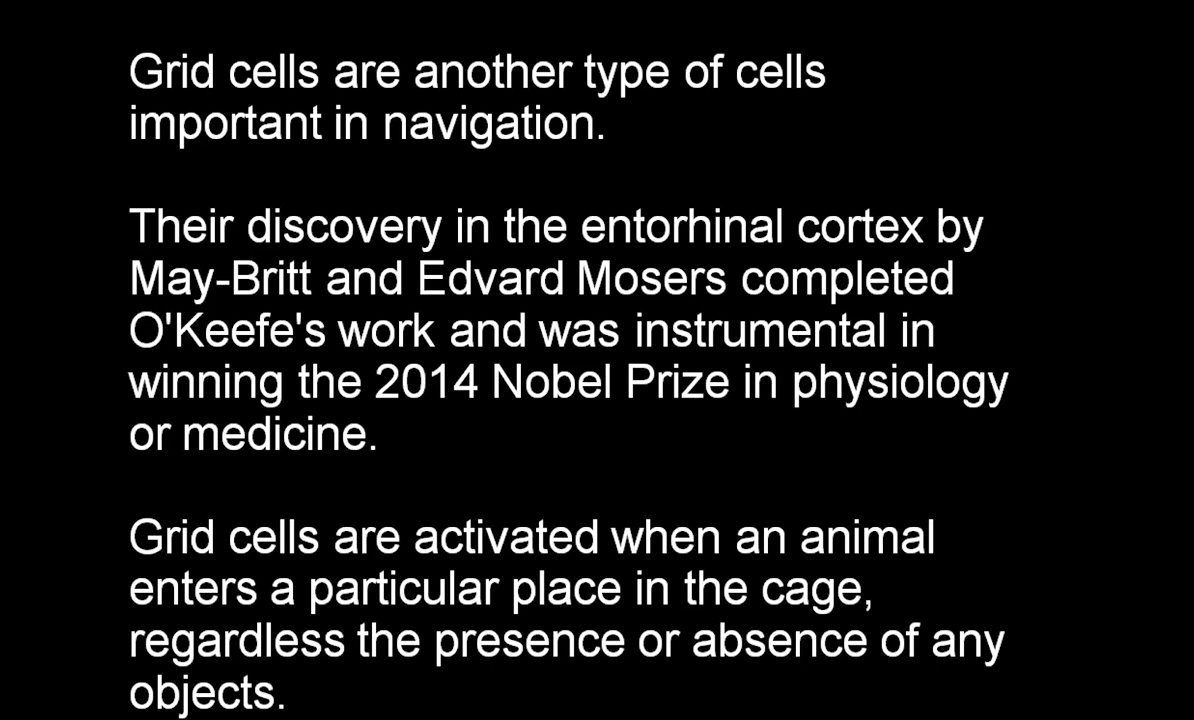 Grid cells are another type of cells
important in navigation.
Their discovery in the entorhinal cortex by
May-Britt and Edvard Mosers completed
O'Keefe's work and was instrumental in
winning the 2014 Nobel Prize in physiology
or medicine.
Grid cells are activated when an animal
enters a particular place in the cage,
regardless the presence or absence of any
objects.